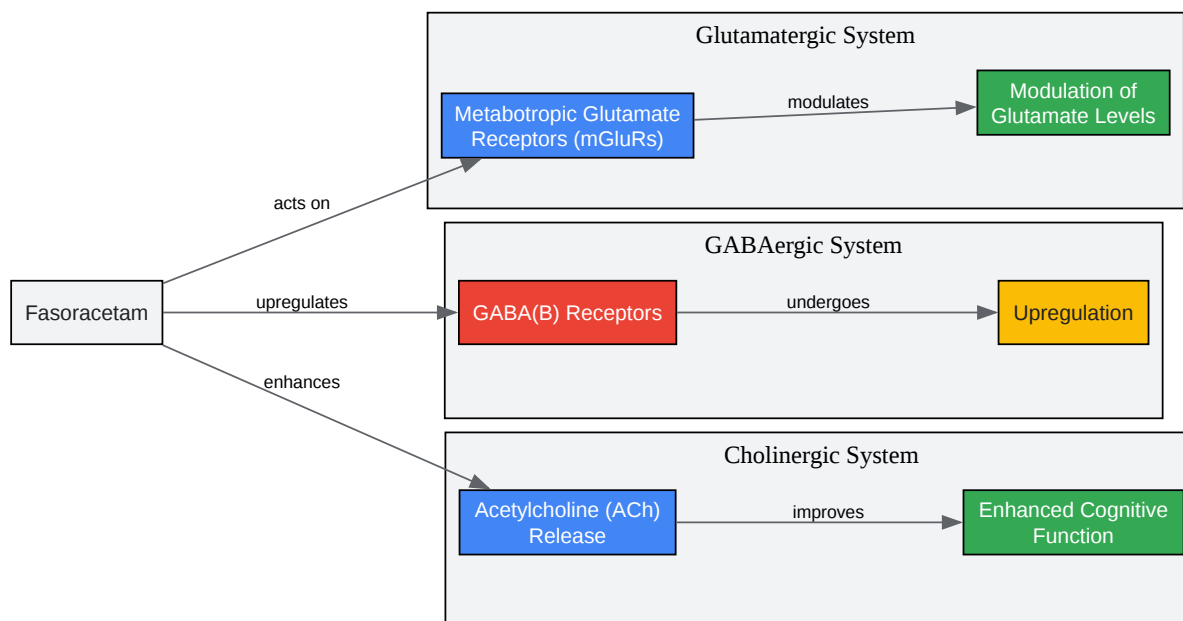 Glutamatergic System
Metabotropic Glutamate
Receptors (mGluRs)
modulates
Modulation of
Glutamate Levels
acts on
GABAergic System
Fasoracetam
upregulates
GABA(B) Receptors
undergoes
Upregulation
enhances
Cholinergic System
Acetylcholine (ACh)
Release
improves
Enhanced Cognitive
Function